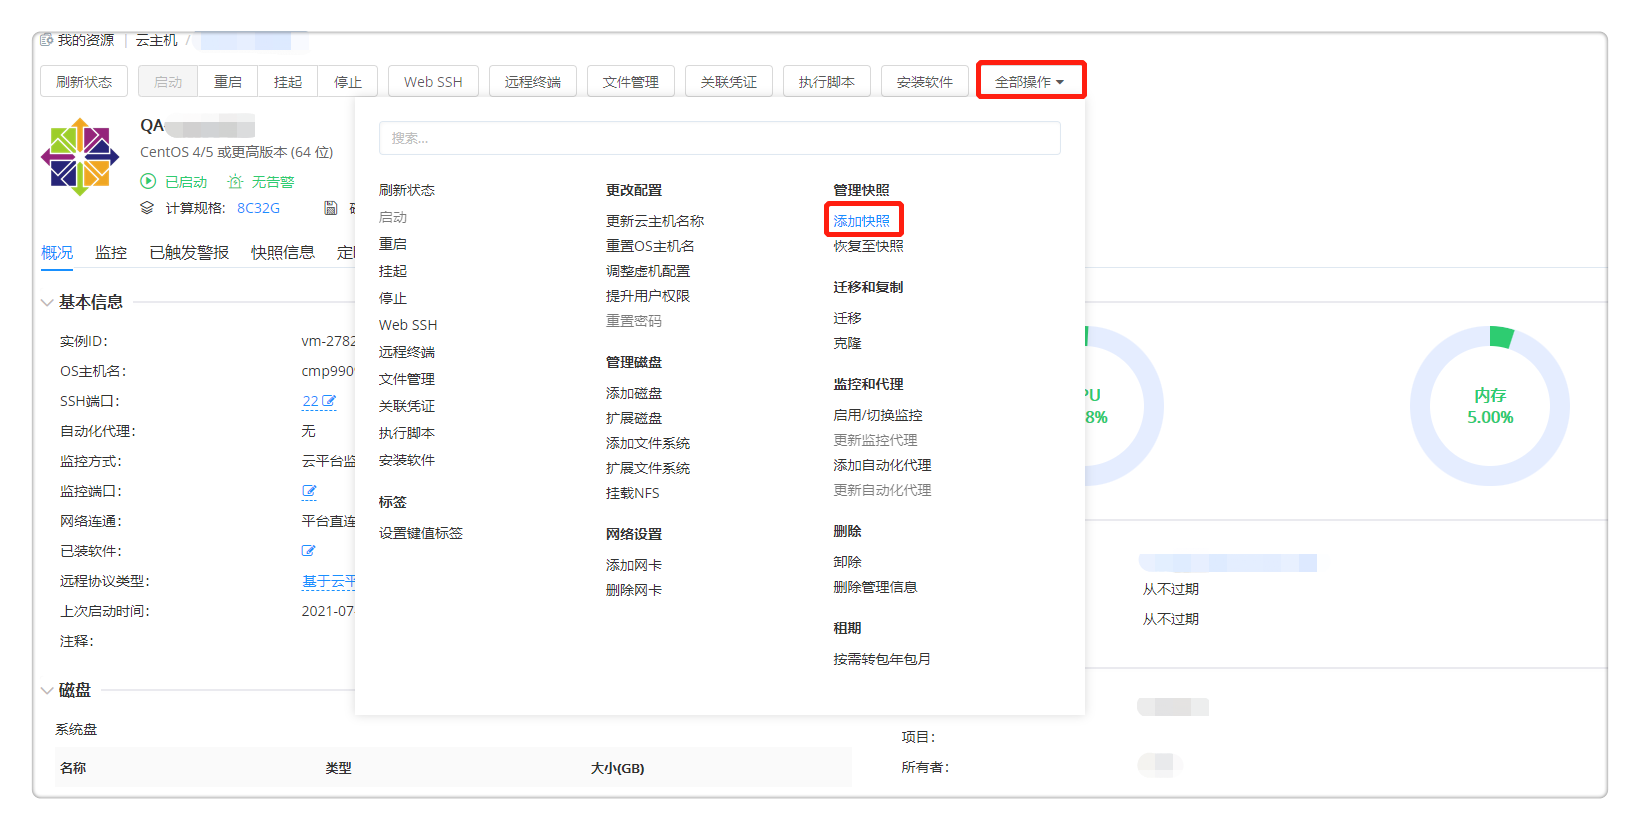 我的资源 | 云主机 /
刷新状态 启动 重启 挂起 停止 Web SSH 远程终端 文件管理 关联凭证 执行脚本 安装软件 全部操作
QA
CentOS 4/5 或更高版本 (64 位)
已启动 无告警
计算规格: 8C32G
概况 监控 已触发警报 快照信息
基本信息
实例ID: vm-2782
OS主机名: cmp990
SSH端口: 22
自动化代理: 无
监控方式: 云平台监
监控端口:
网络连通: 平台直连
已装软件:
远程协议类型: 基于云平
上次启动时间: 2021-07
注释:
磁盘
系统盘
名称 类型 大小(GB)
搜索...
刷新状态
启动
重启
挂起
停止
Web SSH
远程终端
文件管理
关联凭证
执行脚本
安装软件
标签
设置键值标签
更改配置
更新云主机名称
重置OS主机名
调整虚机配置
提升用户权限
重置密码
管理磁盘
添加磁盘
扩展磁盘
添加文件系统
扩展文件系统
挂载NFS
网络设置
添加网卡
删除网卡
管理快照
添加快照
恢复至快照
迁移和复制
迁移
克隆
监控和代理
启用/切换监控
更新监控代理
添加自动化代理
更新自动化代理
删除
卸除
删除管理信息
租期
按需转包年包月
PU
8%
内存
5.00%
从不过期
从不过期
项目:
所有者: